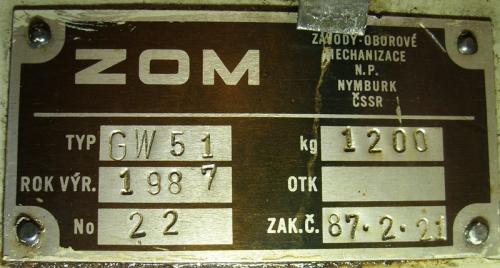 ZOM
ZÁVODY-OBOROVÉ
MECHANIZACE
N.P.
NYMBURK
ČSSR
TYP GW51 kg 1200
ROK VÝR. 1987 OTK
No 22 ZAK.Č. 87-2-21